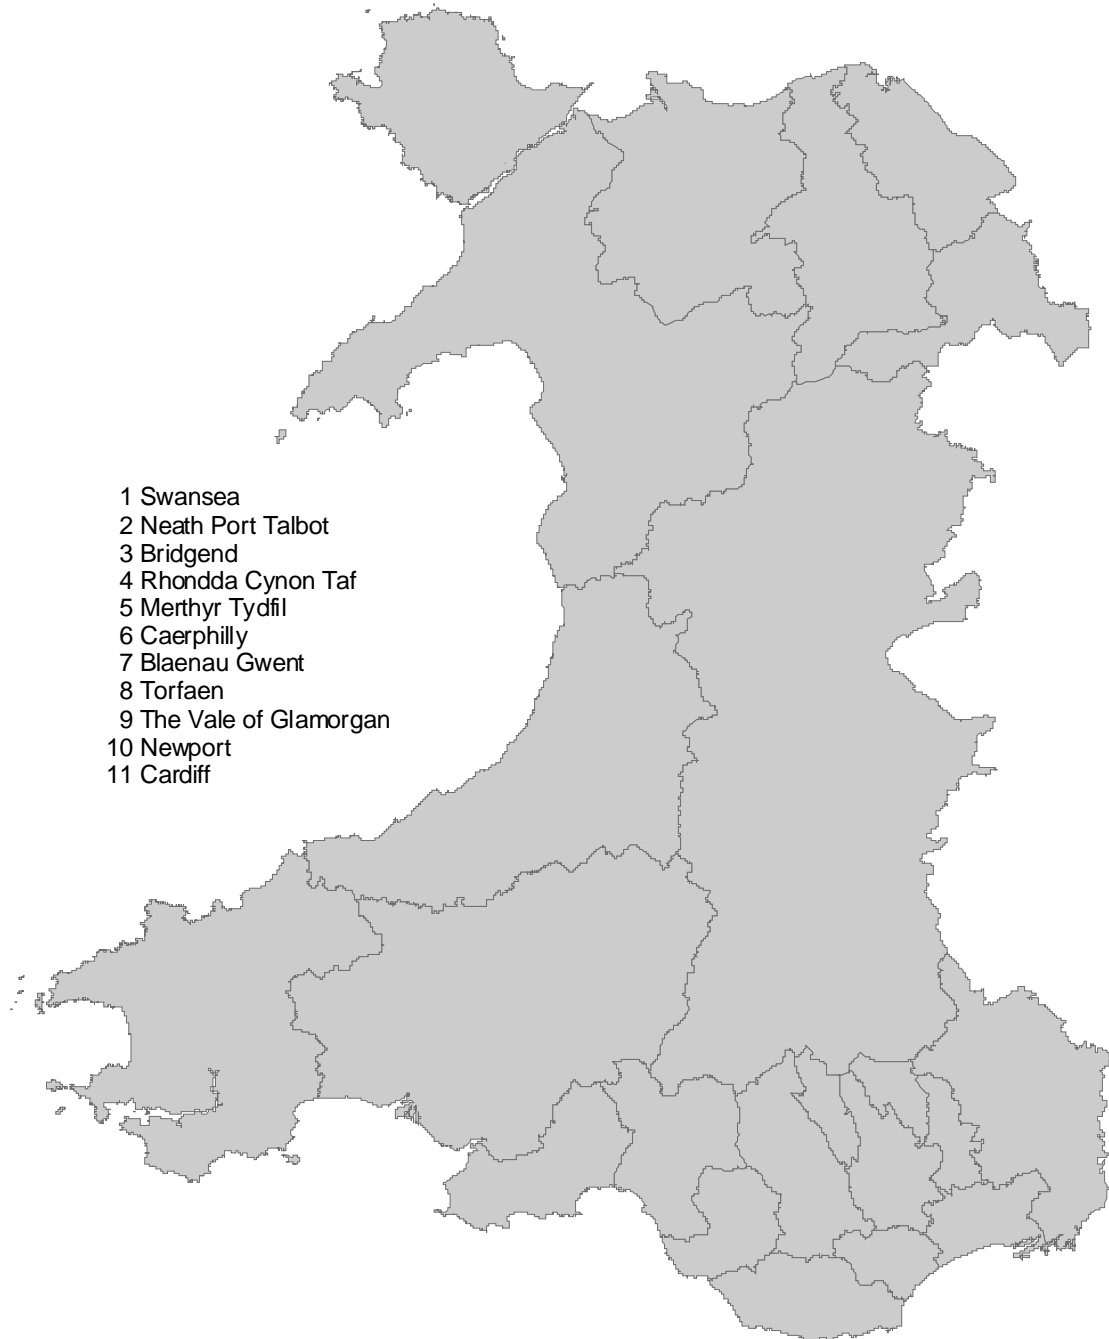 1 Swansea
2 Neath Port Talbot
3 Bridgend
4 Rhondda Cynon Taf
5 Merthyr Tydfil
6 Caerphilly
7 Blaenau Gwent
8 Torfaen
9 The Vale of Glamorgan
10 Newport
11 Cardiff